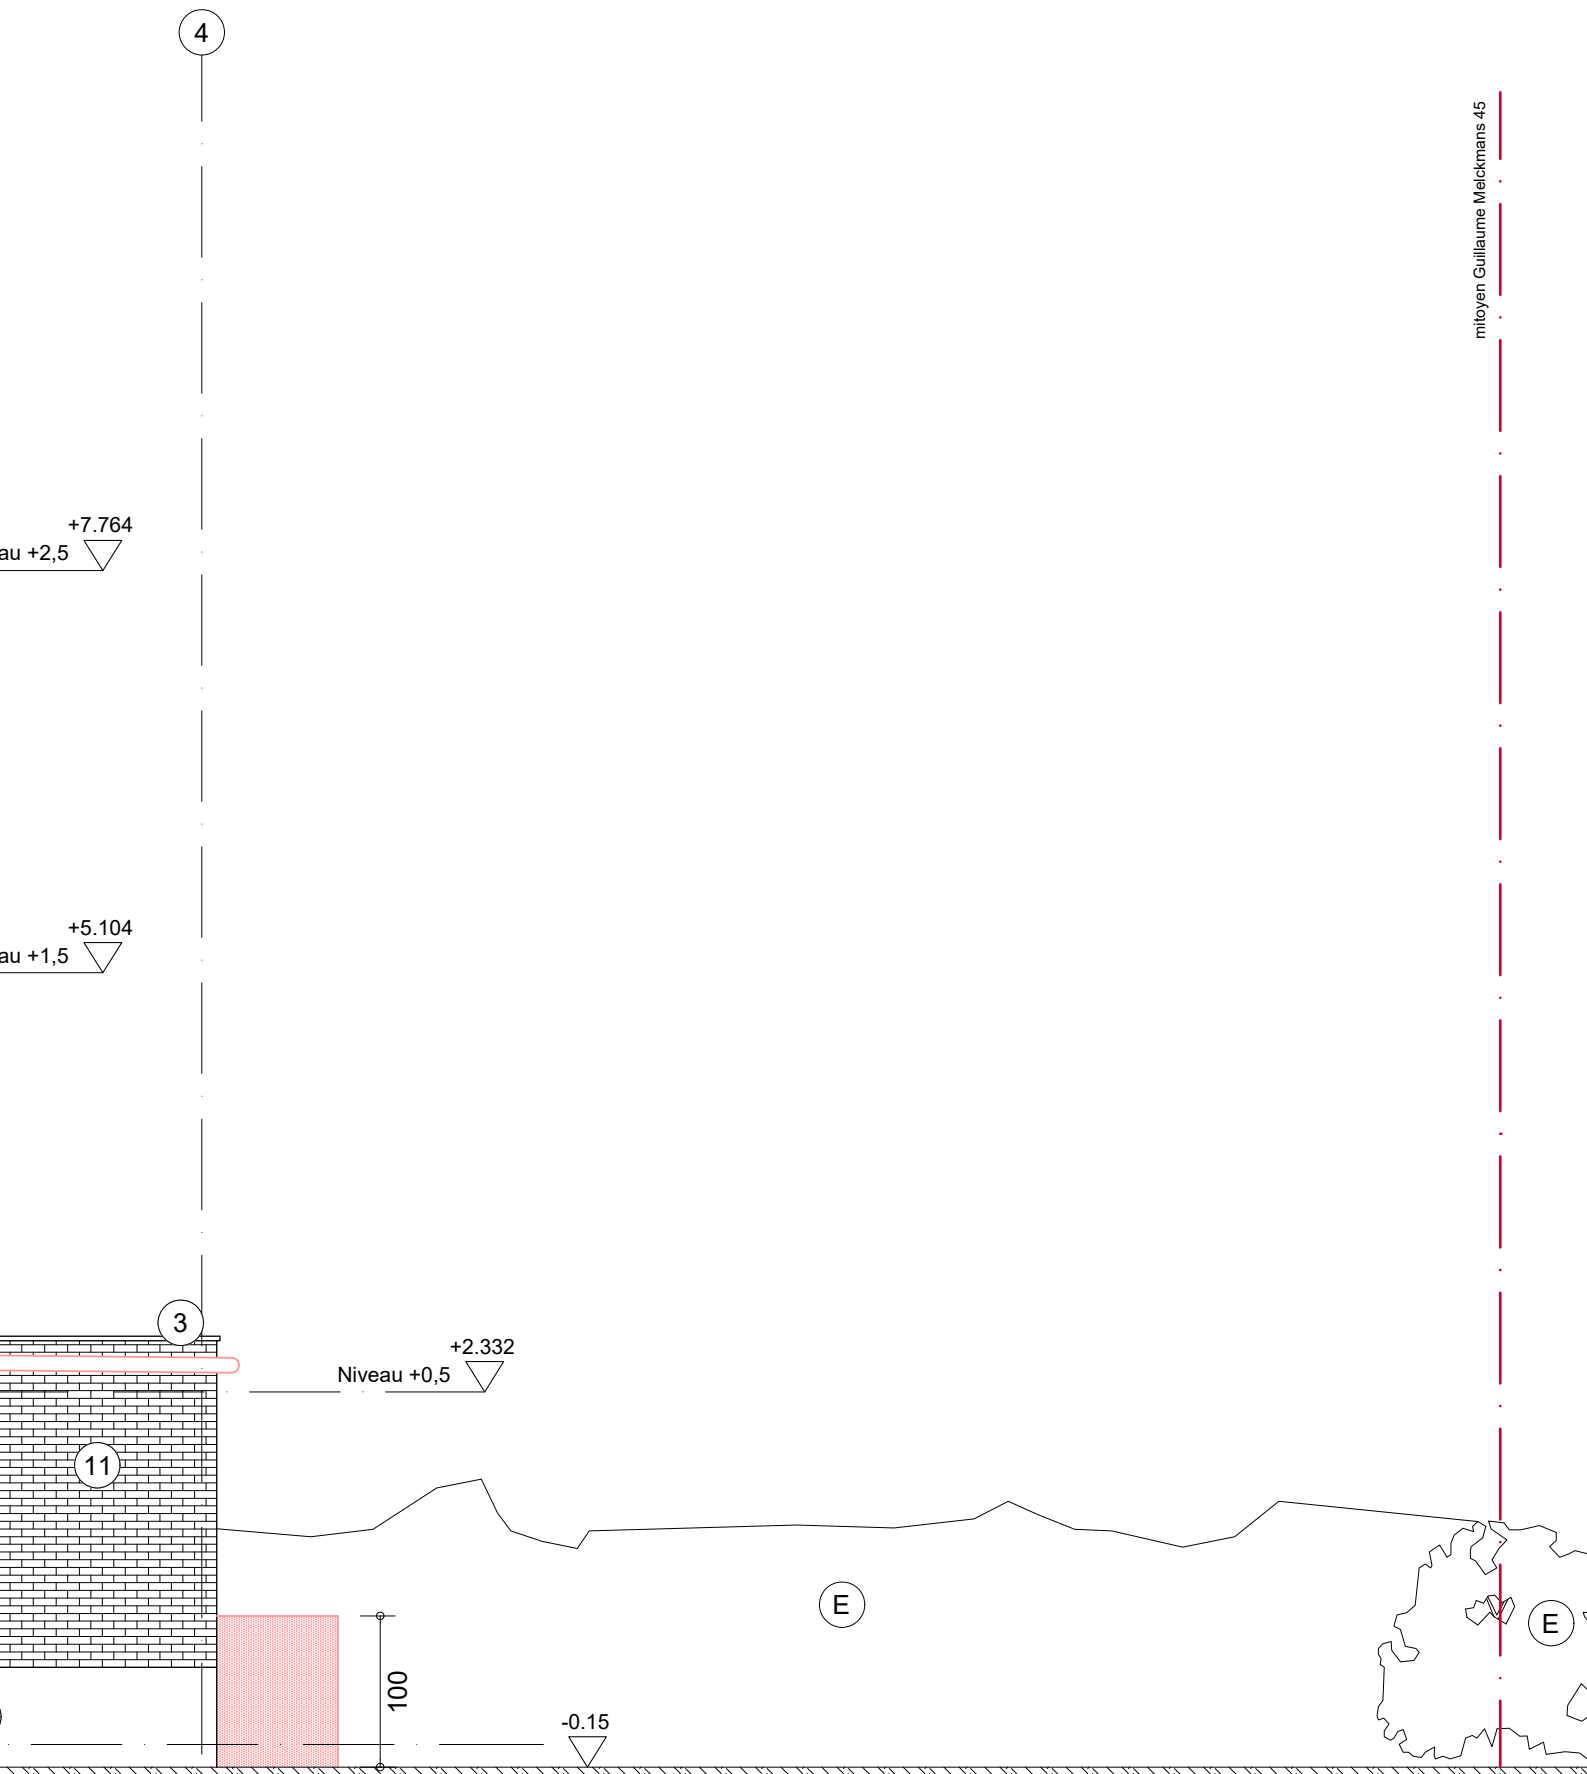 4
mitoyen Guillaume Melckmans 45
+7.764
au +2,5
+5.104
au +1,5
3
+2.332
Niveau +0,5
11
E
E
100
-0.15